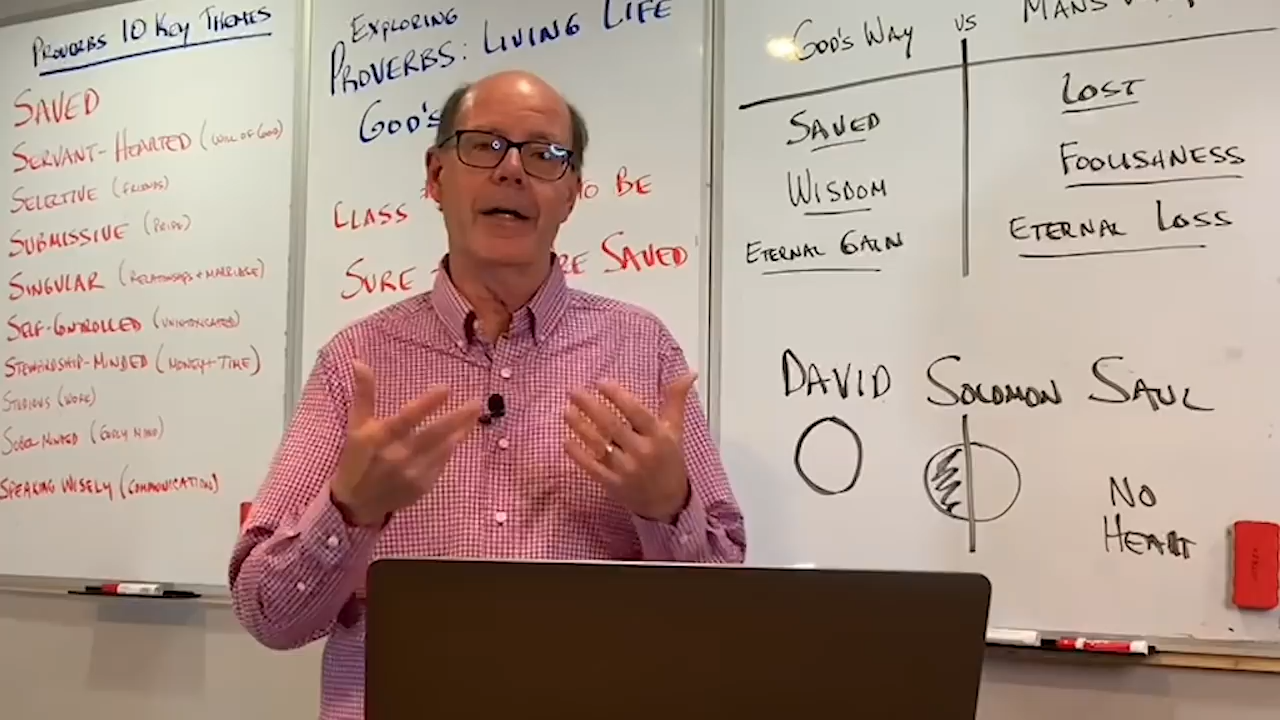 PROVERBS 10 KEY THEMES
SAVED
SERVANT-HEARTED (WILL OF GOD)
SELECTIVE (FRIENDS)
SUBMISSIVE (PRIDE)
SINGULAR (RELATIONSHIPS + MARRIAGE)
SELF-CONTROLLED (UNINTOXICATED)
STEWARDSHIP-MINDED (MONEY + TIME)
STUDIOUS (WORK)
SOBER MINDED (GODLY MIND)
SPEAKING WISELY (COMMUNICATION)
EXPLORING
PROVERBS: LIVING LIFE
GOD'S
CLASS TO BE
SURE SAVED
GOD'S WAY VS MANS
SAVED LOST
WISDOM FOOLISHNESS
ETERNAL GAIN ETERNAL LOSS
DAVID SOLOMON SAUL
NO
HEART